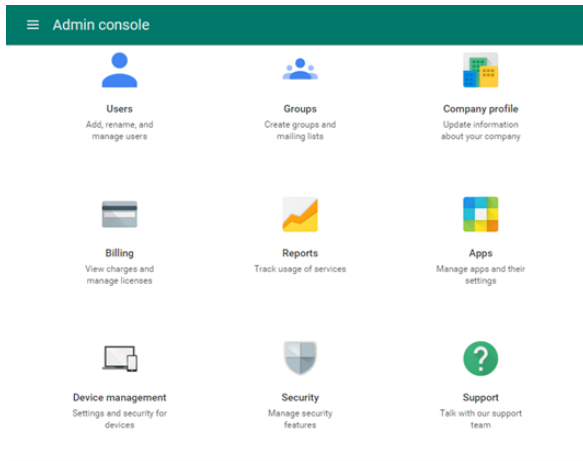 Admin console
Users
Add, rename, and
manage users
Groups
Create groups and
mailing lists
Company profile
Update information
about your company
Billing
View charges and
manage licenses
Reports
Track usage of services
Apps
Manage apps and their
settings
Device management
Settings and security for
devices
Security
Manage security
features
Support
Talk with our support
team